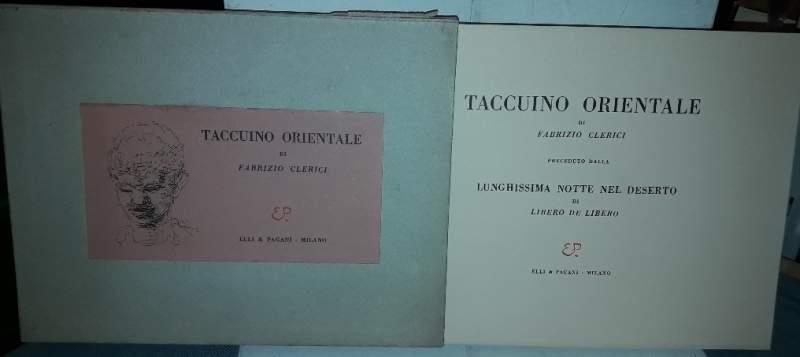 TACCUINO ORIENTALE
DI
FABRIZIO CLERICI
EP
ELLI & PAGANI - MILANO
TACCUINO ORIENTALE
DI
FABRIZIO CLERICI
PRECEDUTO DALLA
LUNGHISSIMA NOTTE NEL DESERTO
DI
LIBERO DE LIBERO
EP
ELLI & PAGANI - MILANO